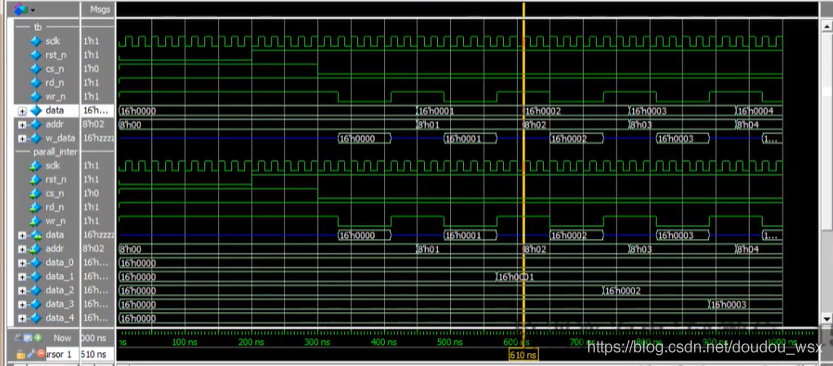 Msgs
tb
sclk 1'h1
rst_n 1'h1
cs_n 1'h0
rd_n 1'h1
wr_n 1'h1
data 16'h... 16'h0000 16'h0001 16'h0002 16'h0003 16'h0004
addr 8'h02 8'h00 8'h01 8'h02 8'h03 8'h04
w_data 16'hzzzz 16'h0000 16'h0001 16'h0002 16'h0003 1...
parall_inter
sclk 1'h1
rst_n 1'h1
cs_n 1'h0
rd_n 1'h1
wr_n 1'h1
data 16'hzzzz 16'h0000 16'h0001 16'h0002 16'h0003 1...
addr 8'h02 8'h00 8'h01 8'h02 8'h03 8'h04
data_0 16'h... 16'h0000
data_1 16'h... 16'h0000 16'h0001
data_2 16'h... 16'h0000 16'h0002
data_3 16'h... 16'h0000 16'h0003
data_4 16'h... 16'h0000
Now 000 ns ns 100 ns 200 ns 300 ns 400 ns 500 ns 600 ns 700 ns 800 ns 900 ns 1000 ns
ursor 1 510 ns 610 ns
https://blog.csdn.net/doudou_wsx